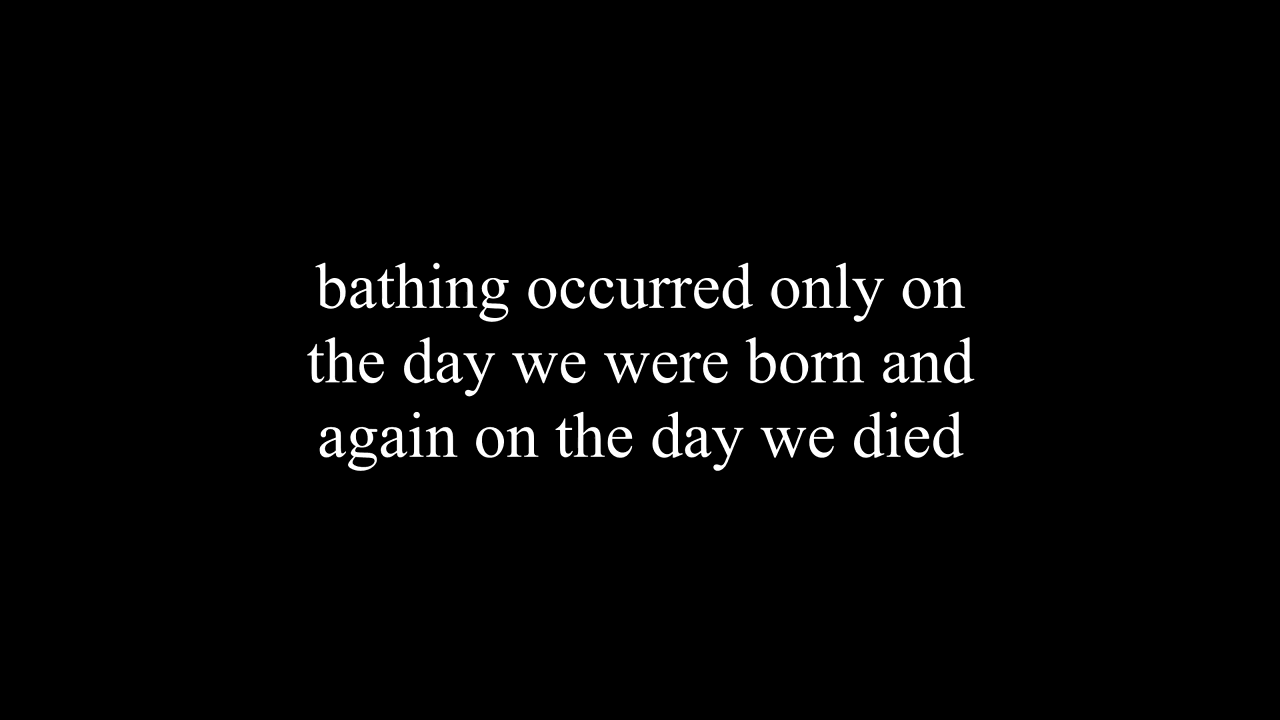 bathing occurred only on
the day we were born and
again on the day we died